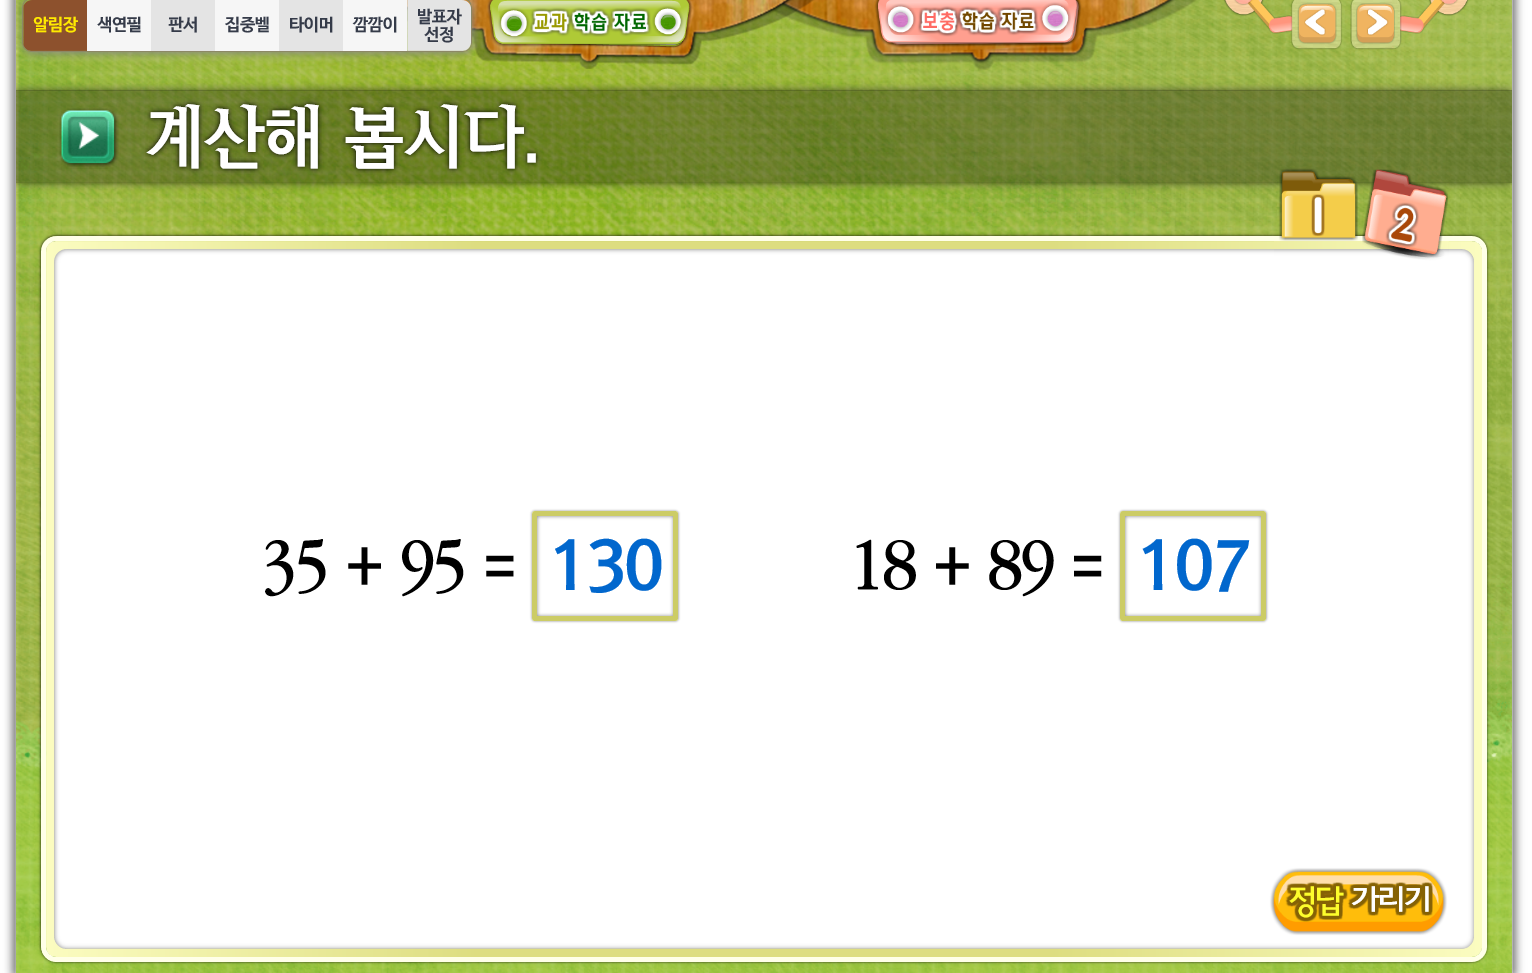 알림장 색연필 판서 집중벨 타이머 깜깜이 발표자 선정
교과 학습 자료 보충 학습 자료
계산해 봅시다.
1 2
35 + 95 = 130 18 + 89 = 107
정답 가리기